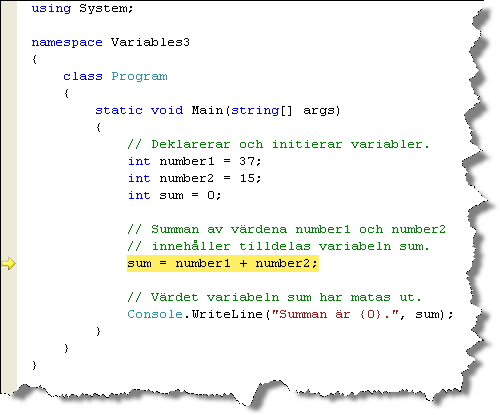 using System;

namespace Variables3
{
    class Program
    {
        static void Main(string[] args)
        {
            // Deklarerar och initierar variabler.
            int number1 = 37;
            int number2 = 15;
            int sum = 0;

            // Summan av värdena number1 och number2
            // innehåller tilldelas variabeln sum.
            sum = number1 + number2;

            // Värdet variabeln sum har matas ut.
            Console.WriteLine("Summan är {0}.", sum);
        }
    }
}